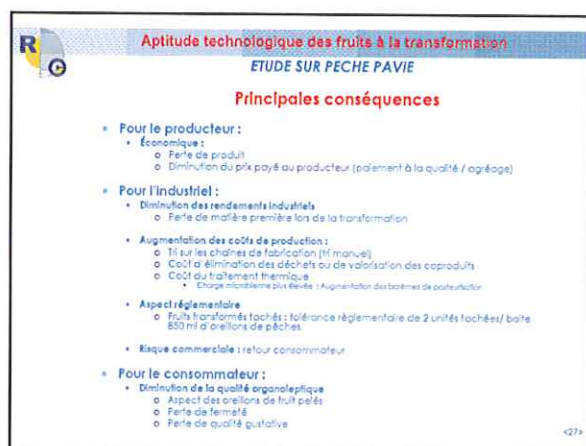 R
C
Aptitude technologique des fruits à la transformation
ETUDE SUR PECHE PAVIE
Principales conséquences
Pour le producteur :
Économique :
Perte de produit
Diminution du prix payé au producteur (paiement à la qualité / agréage)
Pour l'industriel :
Diminution des rendements industriels
Perte de matière première lors de la transformation
Augmentation des coûts de production :
Tri sur les chaînes de fabrication (tri manuel)
Coût d'élimination des déchets ou de valorisation des coproduits
Coût du traitement thermique
Charge microbienne plus élevée : Augmentation des barèmes de pasteurisation
Aspect réglementaire
Fruits transformés tachés : tolérance règlementaire de 2 unités tachées/ boite
850 ml d'oreillons de pêches
Risque commerciale : retour consommateur
Pour le consommateur :
Diminution de la qualité organoleptique
Aspect des oreillons de fruit pelés
Perte de fermeté
Perte de qualité gustative
<27>